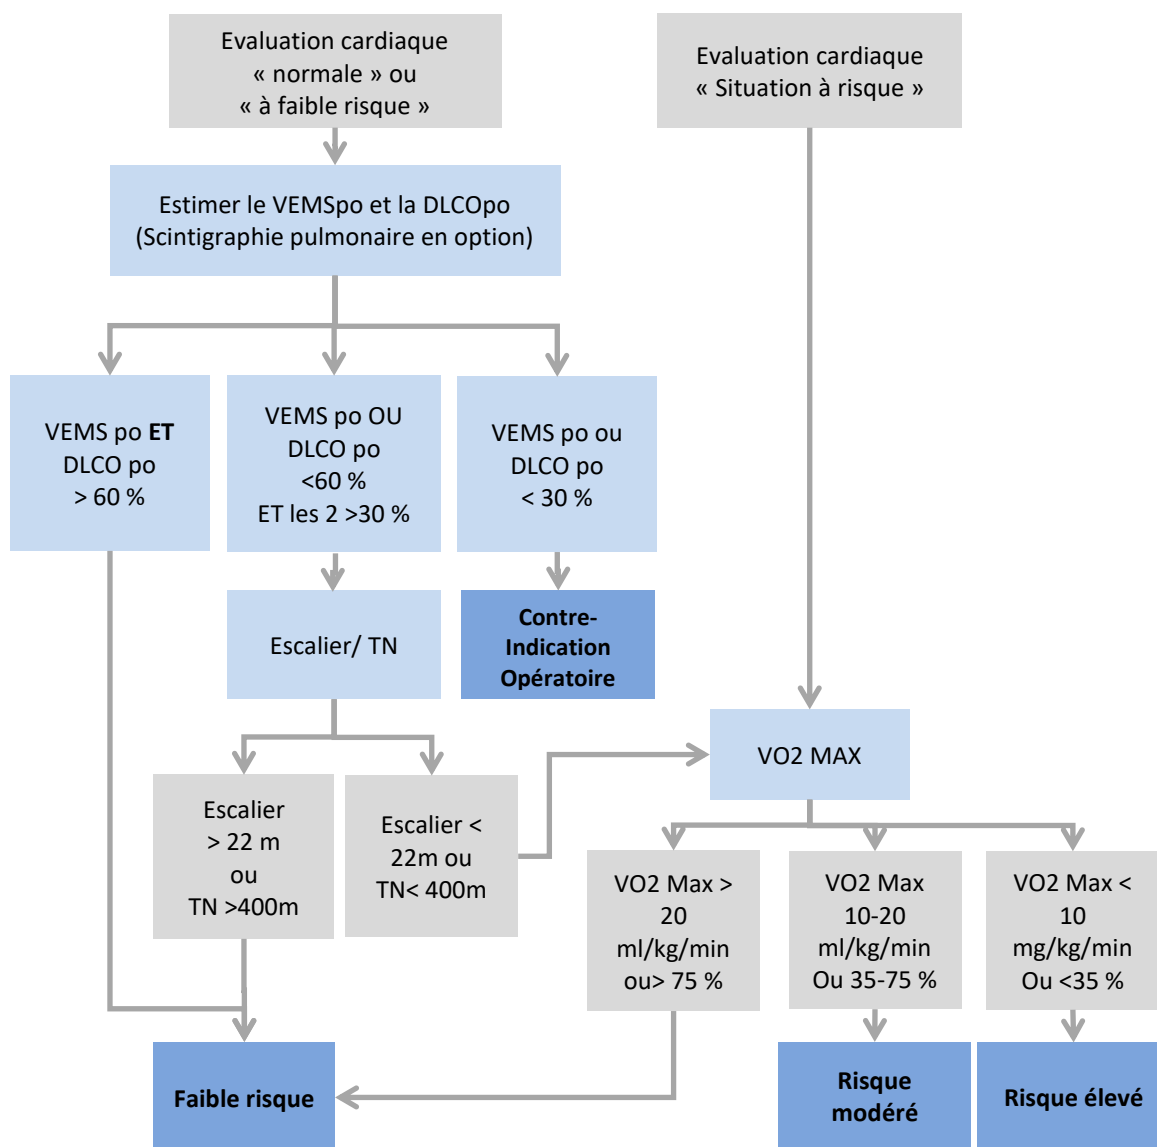 Evaluation cardiaque
« normale » ou
« à faible risque »
Evaluation cardiaque
« Situation à risque »
Estimer le VEMSpo et la DLCOpo
(Scintigraphie pulmonaire en option)
VEMS po ET
DLCO po
> 60 %
VEMS po OU
DLCO po
<60 %
ET les 2 >30 %
VEMS po ou
DLCO po
< 30 %
Escalier/ TN
Contre-
Indication
Opératoire
VO2 MAX
Escalier
> 22 m
ou
TN >400m
Escalier <
22m ou
TN< 400m
VO2 Max >
20
ml/kg/min
ou> 75 %
VO2 Max
10-20
ml/kg/min
Ou 35-75 %
VO2 Max <
10
mg/kg/min
Ou <35 %
Faible risque
Risque
modéré
Risque élevé